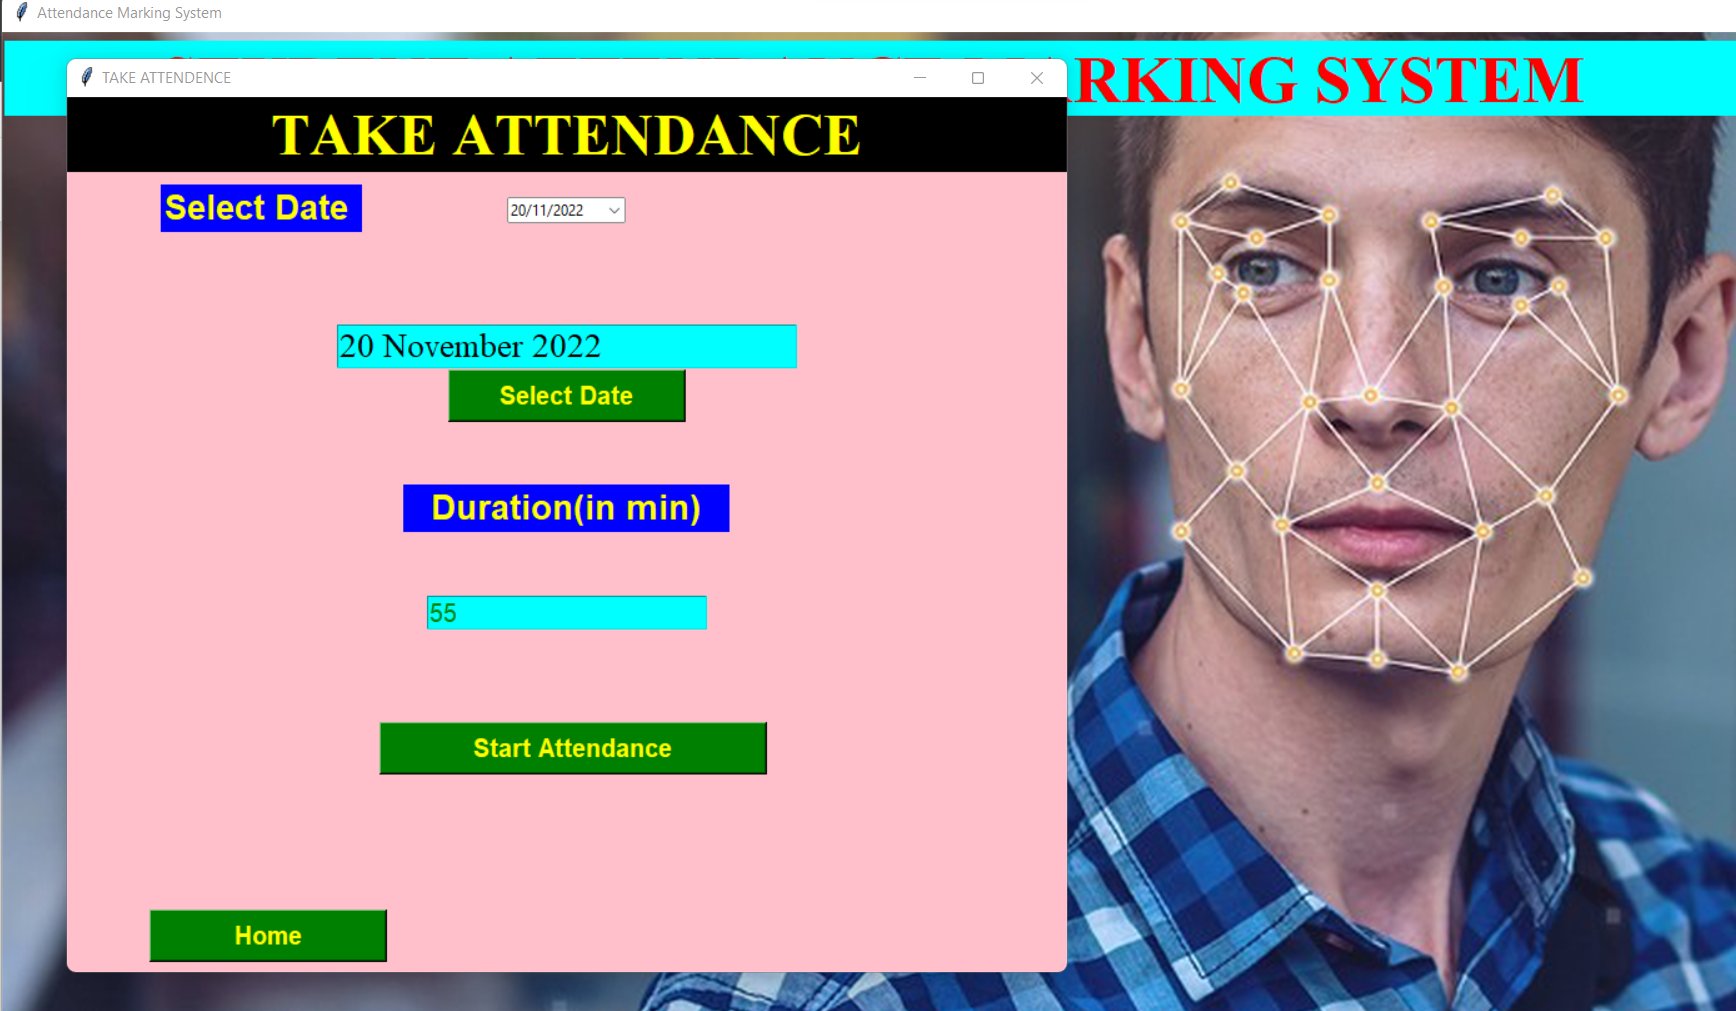 Attendance Marking System
RKING SYSTEM
TAKE ATTENDENCE
TAKE ATTENDANCE
Select Date
20/11/2022
20 November 2022
Select Date
Duration(in min)
55
Start Attendance
Home